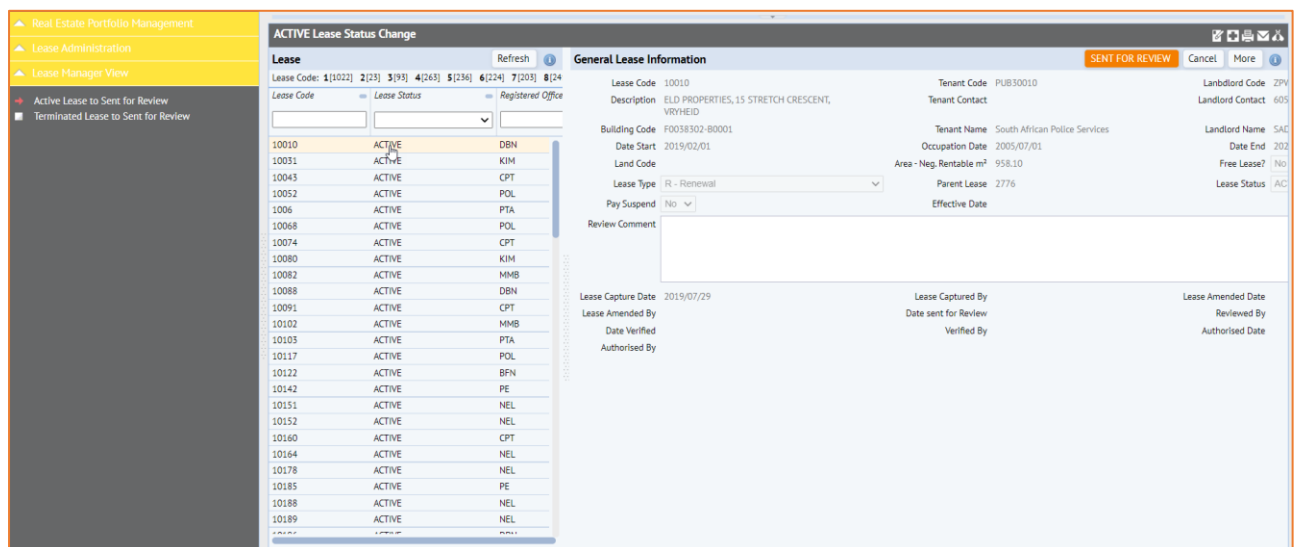 Real Estate Portfolio Management
Lease Administration
Lease Manager View
Active Lease to Sent for Review
Terminated Lease to Sent for Review
ACTIVE Lease Status Change
Lease Refresh
Lease Code: 1[1022] 2[23] 3[93] 4[263] 5[236] 6[224] 7[203] 8[24
Lease Code Lease Status Registered Office
10010 ACTIVE DBN
10031 ACTIVE KIM
10043 ACTIVE CPT
10052 ACTIVE POL
1006 ACTIVE PTA
10068 ACTIVE POL
10074 ACTIVE CPT
10080 ACTIVE KIM
10082 ACTIVE MMB
10088 ACTIVE DBN
10091 ACTIVE CPT
10102 ACTIVE MMB
10103 ACTIVE PTA
10117 ACTIVE POL
10122 ACTIVE BFN
10142 ACTIVE PE
10151 ACTIVE NEL
10152 ACTIVE NEL
10160 ACTIVE CPT
10164 ACTIVE NEL
10178 ACTIVE NEL
10185 ACTIVE PE
10188 ACTIVE NEL
10189 ACTIVE NEL
General Lease Information SENT FOR REVIEW Cancel More
Lease Code 10010 Tenant Code PUB30010 Lanbdlord Code ZPW
Description ELD PROPERTIES, 15 STRETCH CRESCENT, Tenant Contact Landlord Contact 605
VRYHEID
Building Code F0038302-B0001 Tenant Name South African Police Services Landlord Name SAD
Date Start 2019/02/01 Occupation Date 2005/07/01 Date End 202
Land Code Area - Neg. Rentable m² 958.10 Free Lease? No
Lease Type R - Renewal Parent Lease 2776 Lease Status AC
Pay Suspend No Effective Date
Review Comment
Lease Capture Date 2019/07/29 Lease Captured By Lease Amended Date
Lease Amended By Date sent for Review Reviewed By
Date Verified Verified By Authorised Date
Authorised By